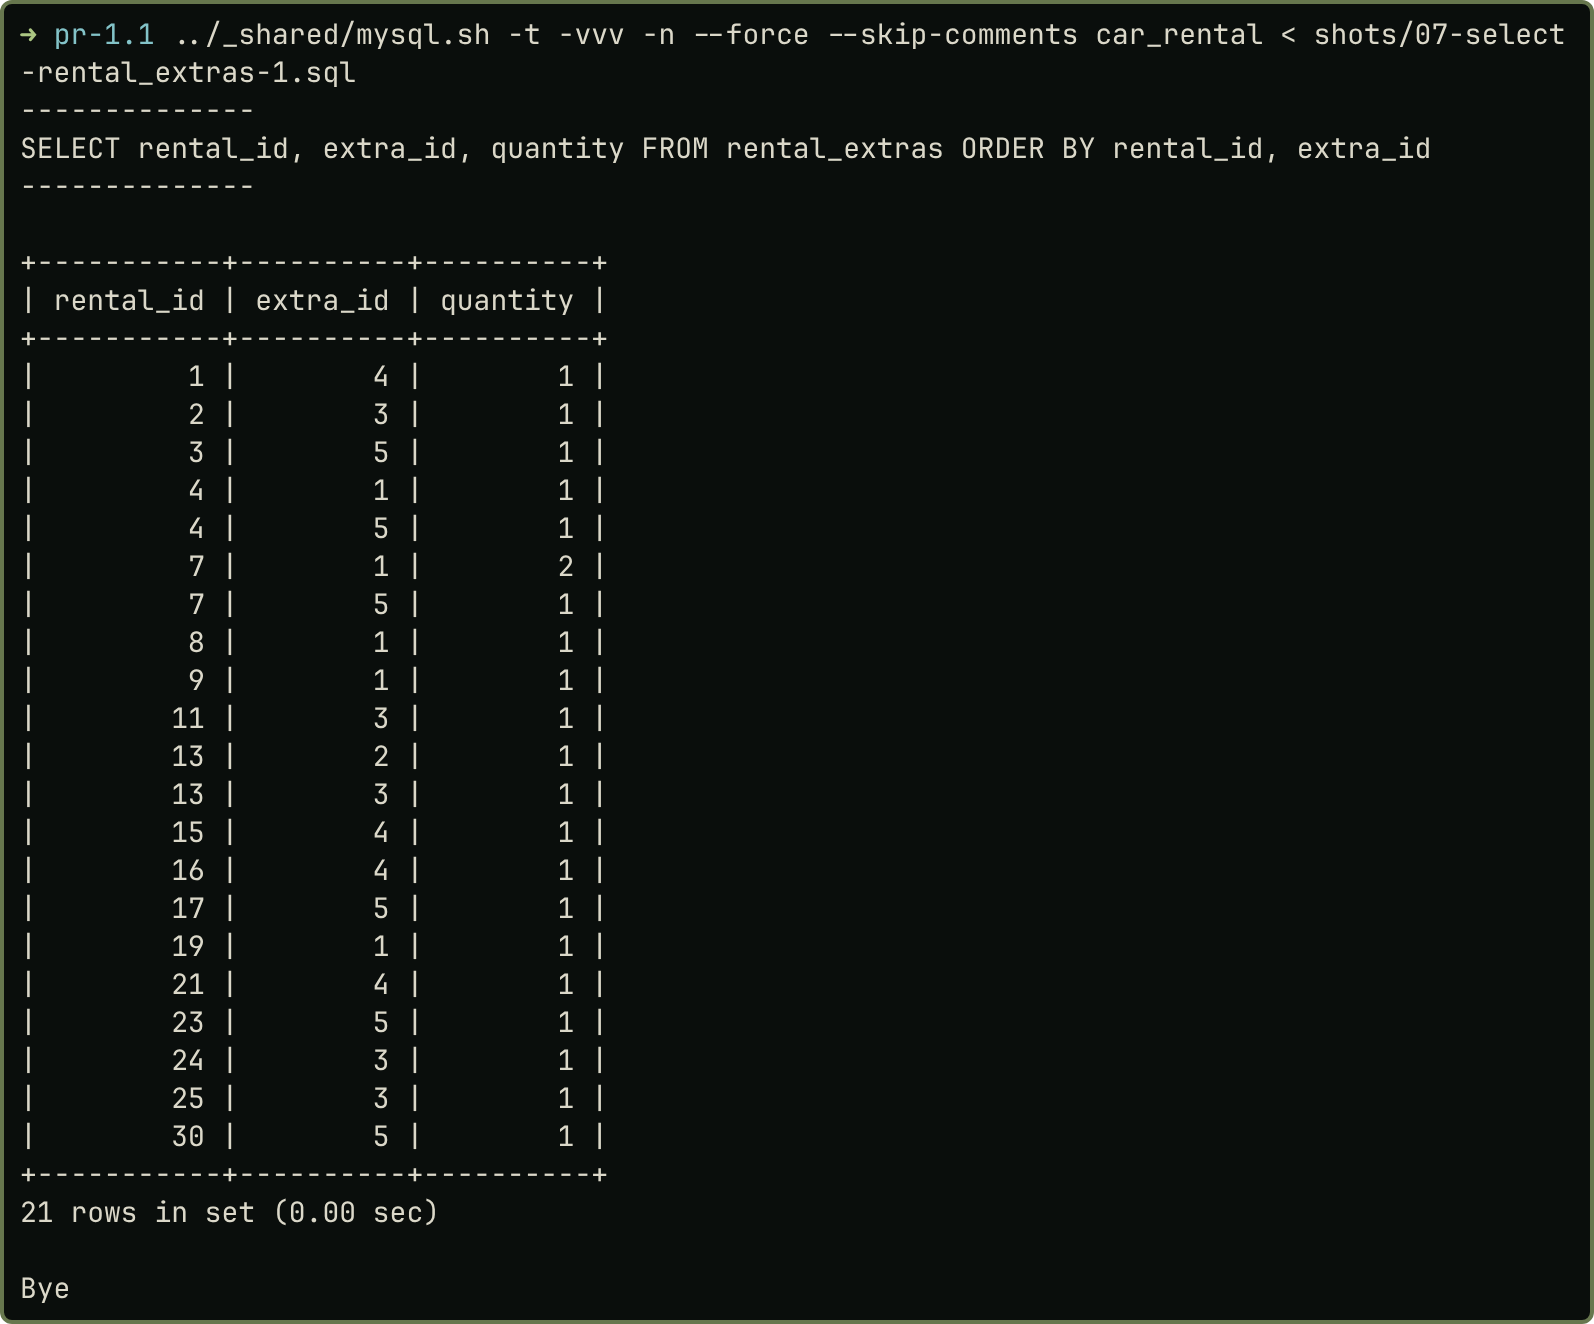 ➜ pr-1.1 ../_shared/mysql.sh -t -vvv -n --force --skip-comments car_rental < shots/07-select
-rental_extras-1.sql
--------------
SELECT rental_id, extra_id, quantity FROM rental_extras ORDER BY rental_id, extra_id
--------------

+-----------+----------+----------+
| rental_id | extra_id | quantity |
+-----------+----------+----------+
|         1 |        4 |        1 |
|         2 |        3 |        1 |
|         3 |        5 |        1 |
|         4 |        1 |        1 |
|         4 |        5 |        1 |
|         7 |        1 |        2 |
|         7 |        5 |        1 |
|         8 |        1 |        1 |
|         9 |        1 |        1 |
|        11 |        3 |        1 |
|        13 |        2 |        1 |
|        13 |        3 |        1 |
|        15 |        4 |        1 |
|        16 |        4 |        1 |
|        17 |        5 |        1 |
|        19 |        1 |        1 |
|        21 |        4 |        1 |
|        23 |        5 |        1 |
|        24 |        3 |        1 |
|        25 |        3 |        1 |
|        30 |        5 |        1 |
+-----------+----------+----------+
21 rows in set (0.00 sec)

Bye